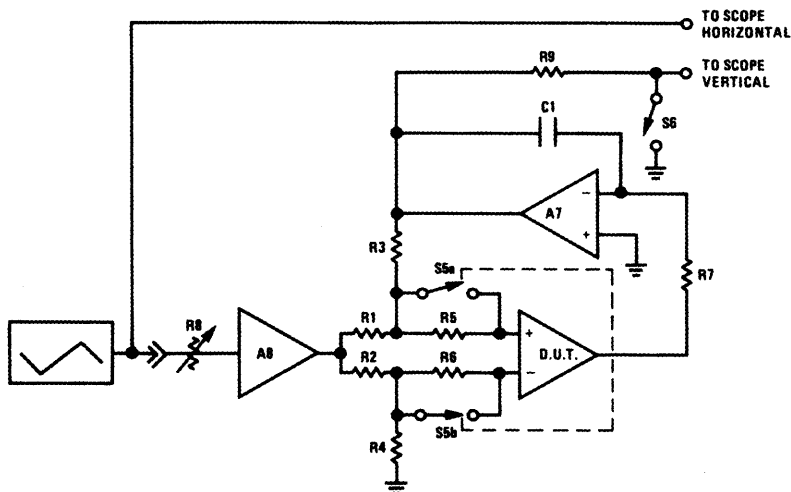 TO SCOPE
HORIZONTAL
R9
TO SCOPE
VERTICAL
C1
S6
−
A7
+
R3
S5a
R7
R8
R1
R5
A8
+
D.U.T.
R2
R6
−
S5b
R4